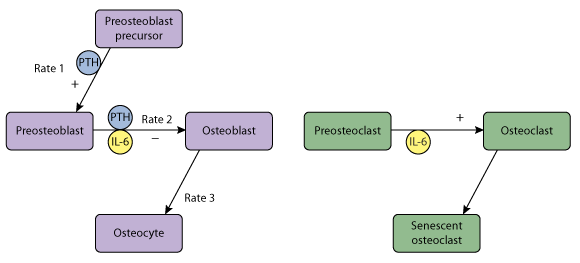 Preosteoblast
precursor
PTH
Rate 1
+
Preosteoblast
PTH
Rate 2
IL-6
–
Osteoblast
Rate 3
Osteocyte
Preosteoclast
+
IL-6
Osteoclast
Senescent
osteoclast